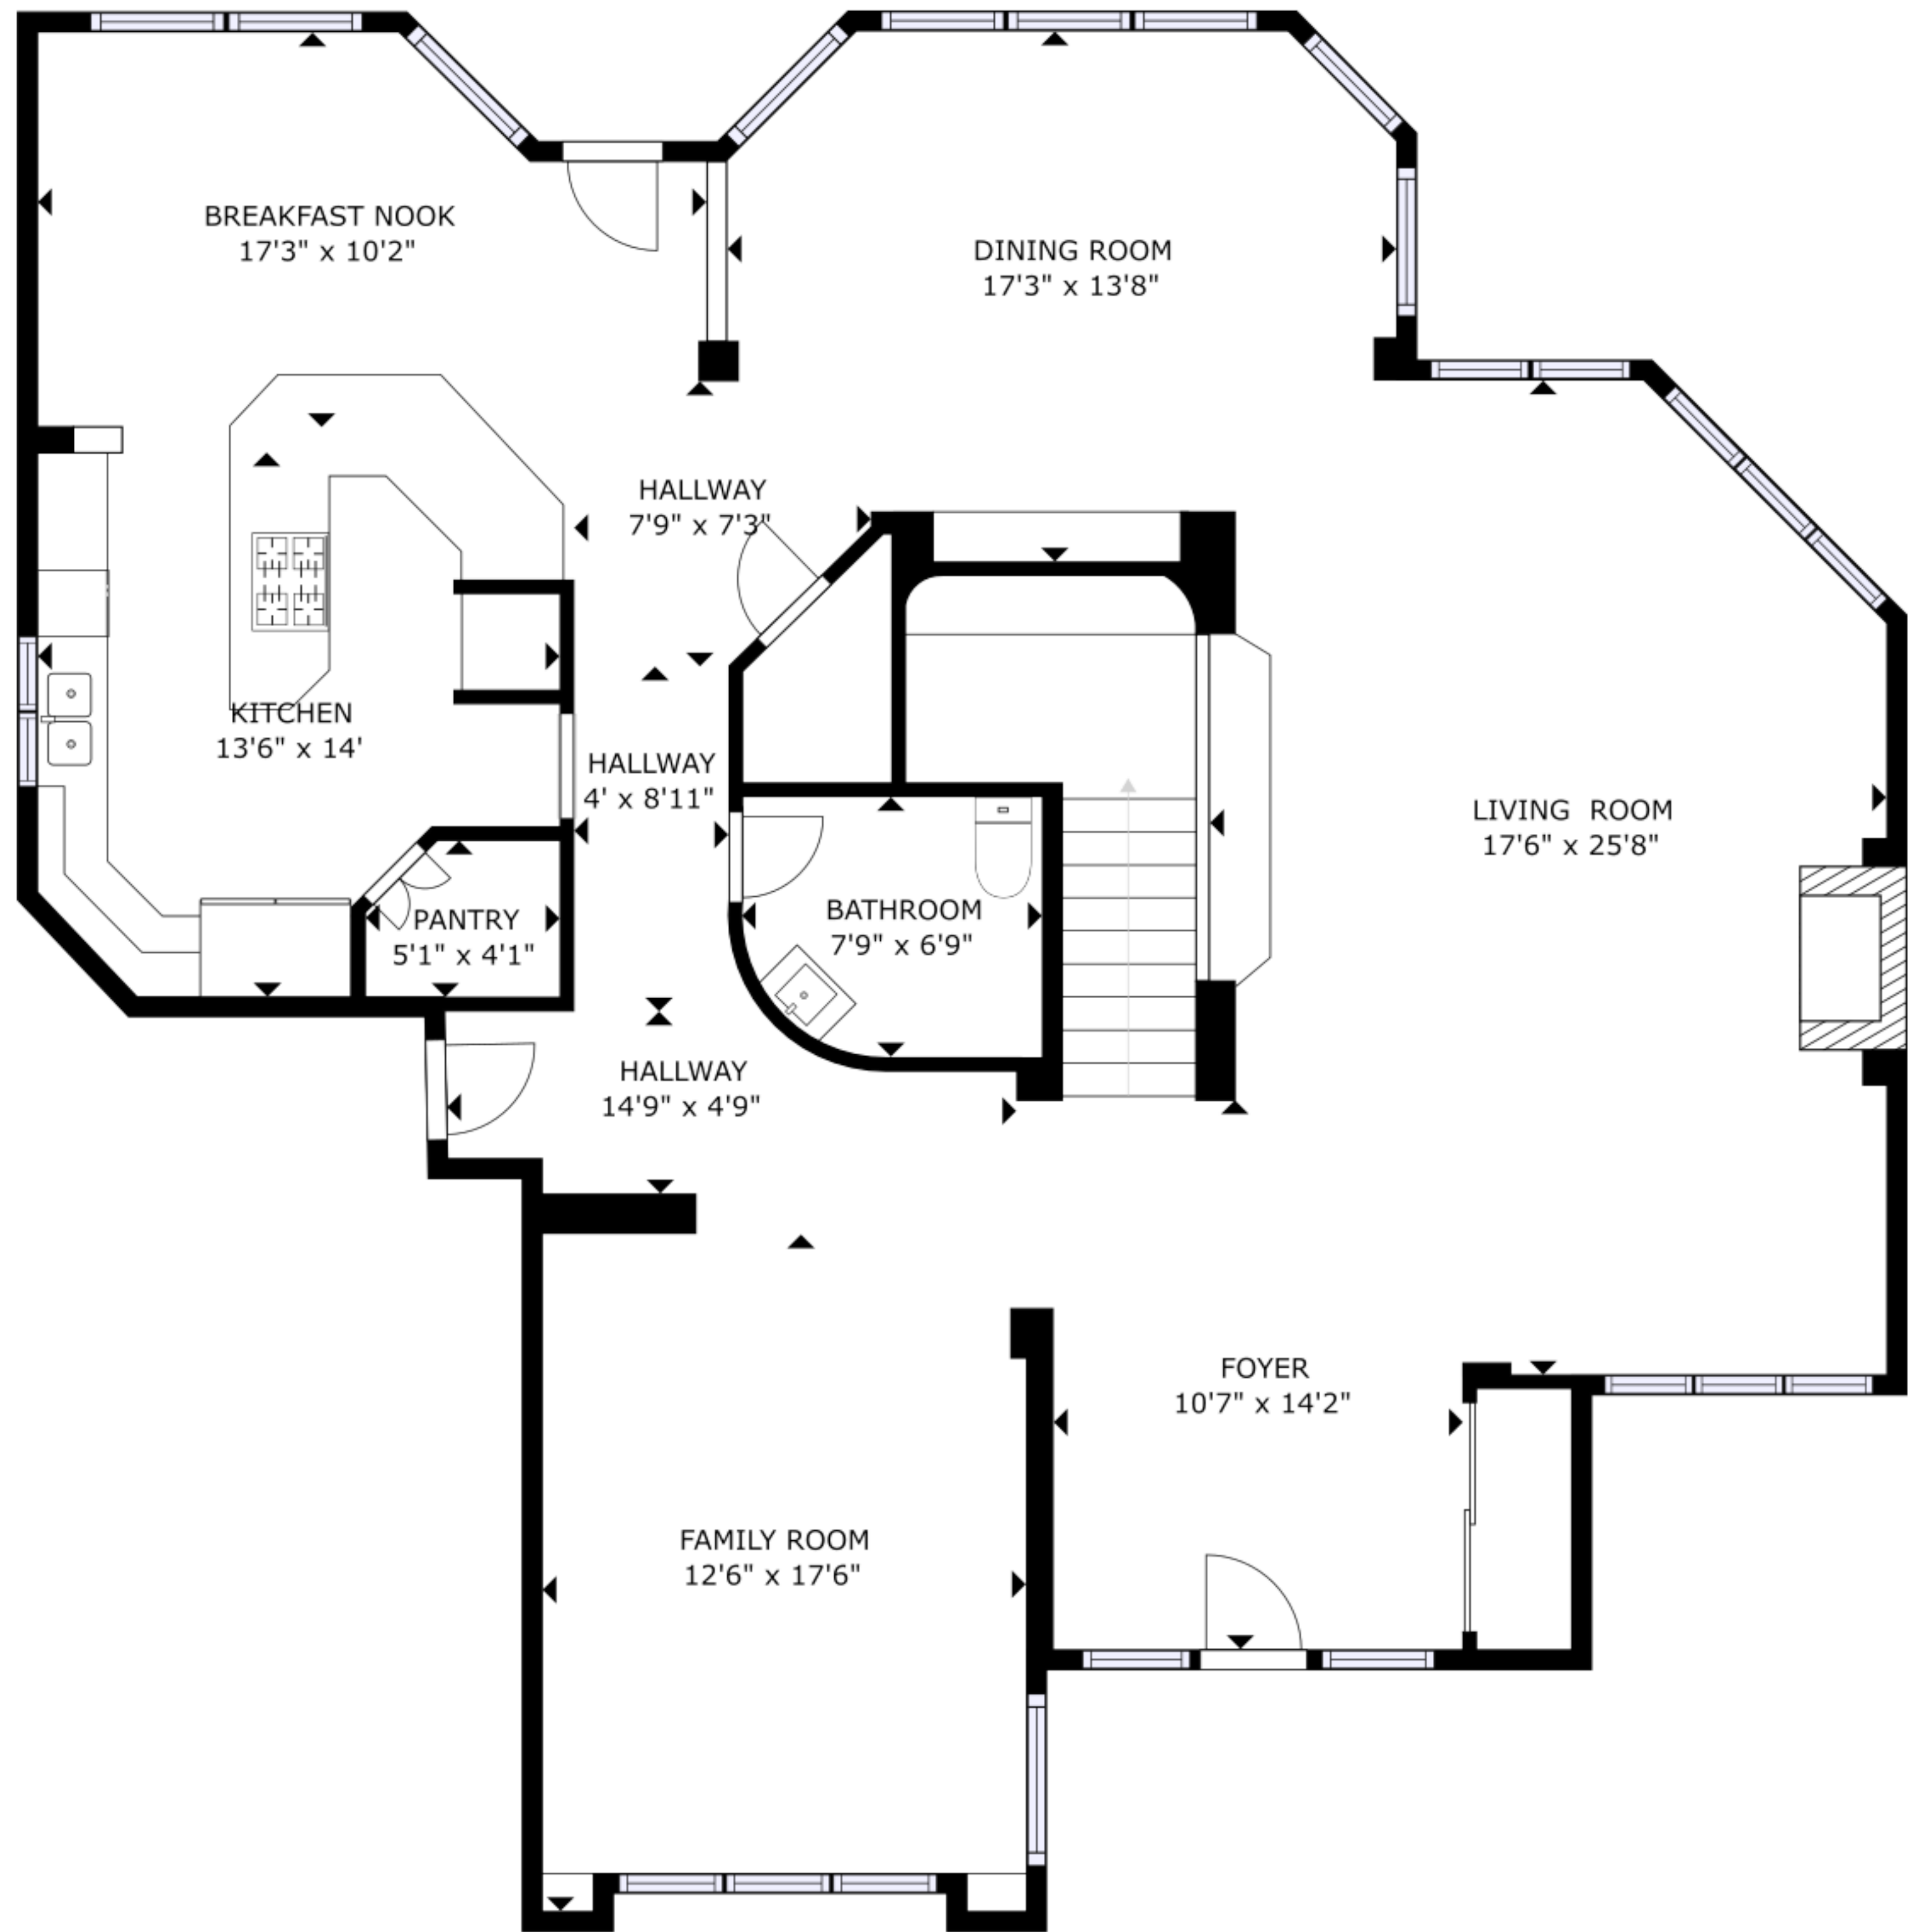 BREAKFAST NOOK
17'3" x 10'2"
DINING ROOM
17'3" x 13'8"
HALLWAY
7'9" x 7'3"
KITCHEN
13'6" x 14'
HALLWAY
4' x 8'11"
LIVING ROOM
17'6" x 25'8"
PANTRY
5'1" x 4'1"
BATHROOM
7'9" x 6'9"
HALLWAY
14'9" x 4'9"
FOYER
10'7" x 14'2"
FAMILY ROOM
12'6" x 17'6"